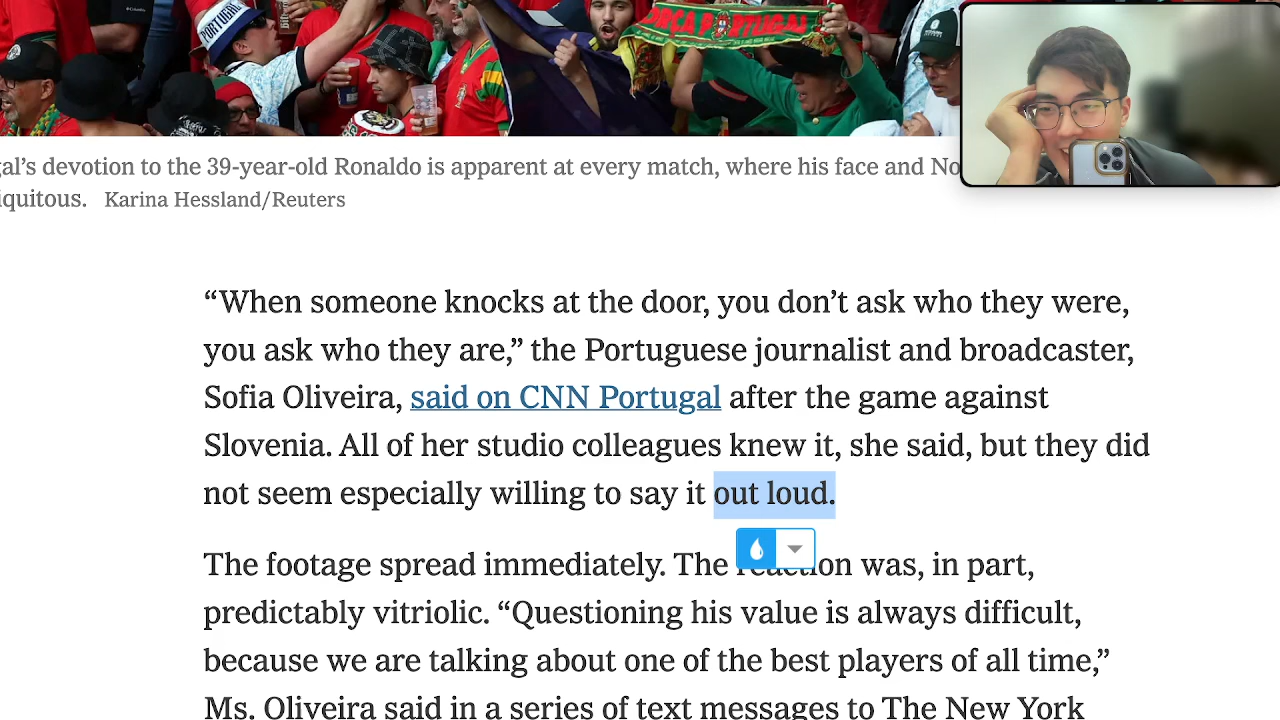 PORTUGAL
FORÇA PORTUGAL
gal’s devotion to the 39-year-old Ronaldo is apparent at every match, where his face and No
iquitous. Karina Hessland/Reuters
“When someone knocks at the door, you don’t ask who they were,
you ask who they are,” the Portuguese journalist and broadcaster,
Sofia Oliveira, said on CNN Portugal after the game against
Slovenia. All of her studio colleagues knew it, she said, but they did
not seem especially willing to say it out loud.
The footage spread immediately. The reaction was, in part,
predictably vitriolic. “Questioning his value is always difficult,
because we are talking about one of the best players of all time,”
Ms. Oliveira said in a series of text messages to The New York